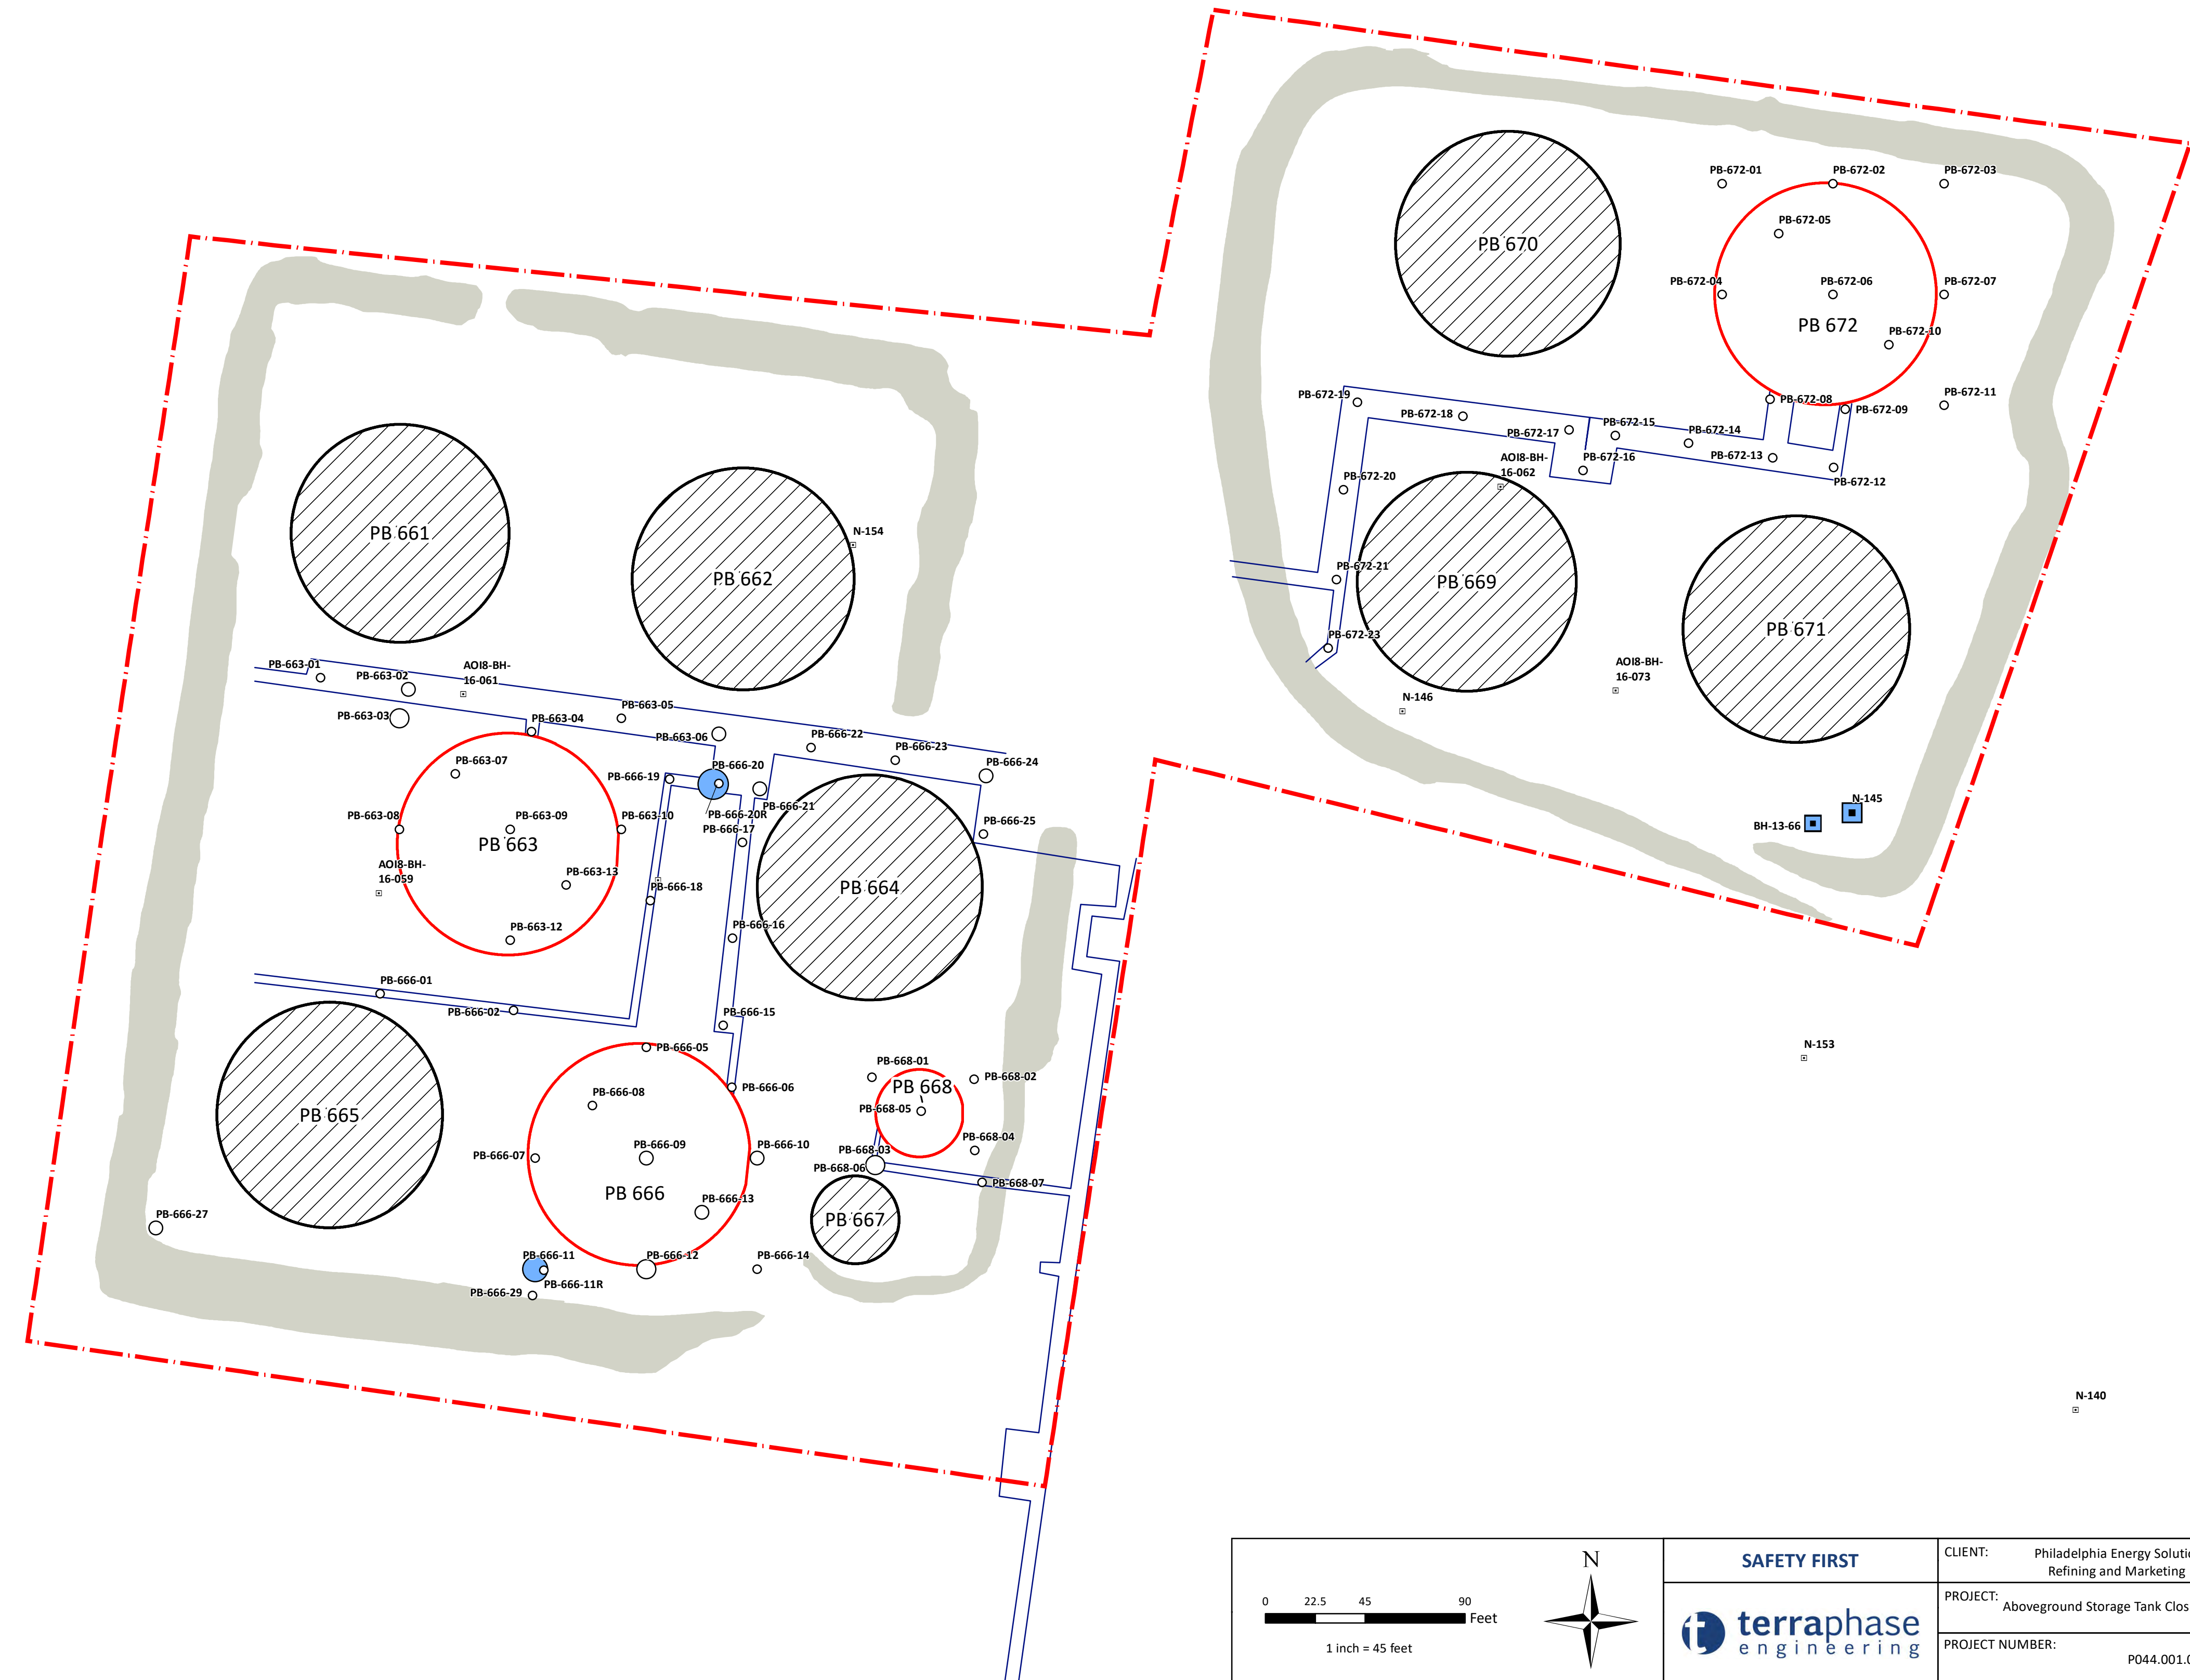 PB-672-01
PB-672-02
PB-672-03
PB-672-05
PB 670
PB-672-04
PB-672-06
PB-672-07
PB 672
PB-672-10
PB-672-19
PB-672-18
PB-672-08
PB-672-09
PB-672-11
PB-672-17
PB-672-15
PB-672-14
AOI8-BH-
16-062
PB-672-16
PB-672-13
PB-672-12
PB-672-20
PB-672-21
PB 669
PB-672-23
PB 671
AOI8-BH-
16-073
N-146
N-145
BH-13-66
N-153
N-140
PB 661
PB 662
N-154
PB-663-01
PB-663-02
AOI8-BH-
16-061
PB-663-03
PB-663-04
PB-663-05
PB-663-06
PB-666-22
PB-666-23
PB-666-24
PB-663-07
PB-666-19
PB-666-20
PB-666-21
PB-666-20R
PB-666-17
PB-666-25
PB-663-08
PB-663-09
PB-663-10
PB 663
AOI8-BH-
16-059
PB-663-13
PB-666-18
PB 664
PB-663-12
PB-666-16
PB-666-01
PB-666-02
PB-666-15
PB-666-05
PB-666-06
PB-666-08
PB 665
PB-668-01
PB-668-02
PB 668
PB-668-05
PB-668-04
PB-668-03
PB-668-06
PB-668-07
PB-666-07
PB-666-09
PB-666-10
PB 666
PB-666-13
PB 667
PB-666-27
PB-666-11
PB-666-12
PB-666-14
PB-666-11R
PB-666-29
0 22.5 45 90
Feet
1 inch = 45 feet
N
SAFETY FIRST
terraphase
engineering
CLIENT:
Philadelphia Energy Soluti
Refining and Marketing
PROJECT:
Aboveground Storage Tank Clos
PROJECT NUMBER:
P044.001.0